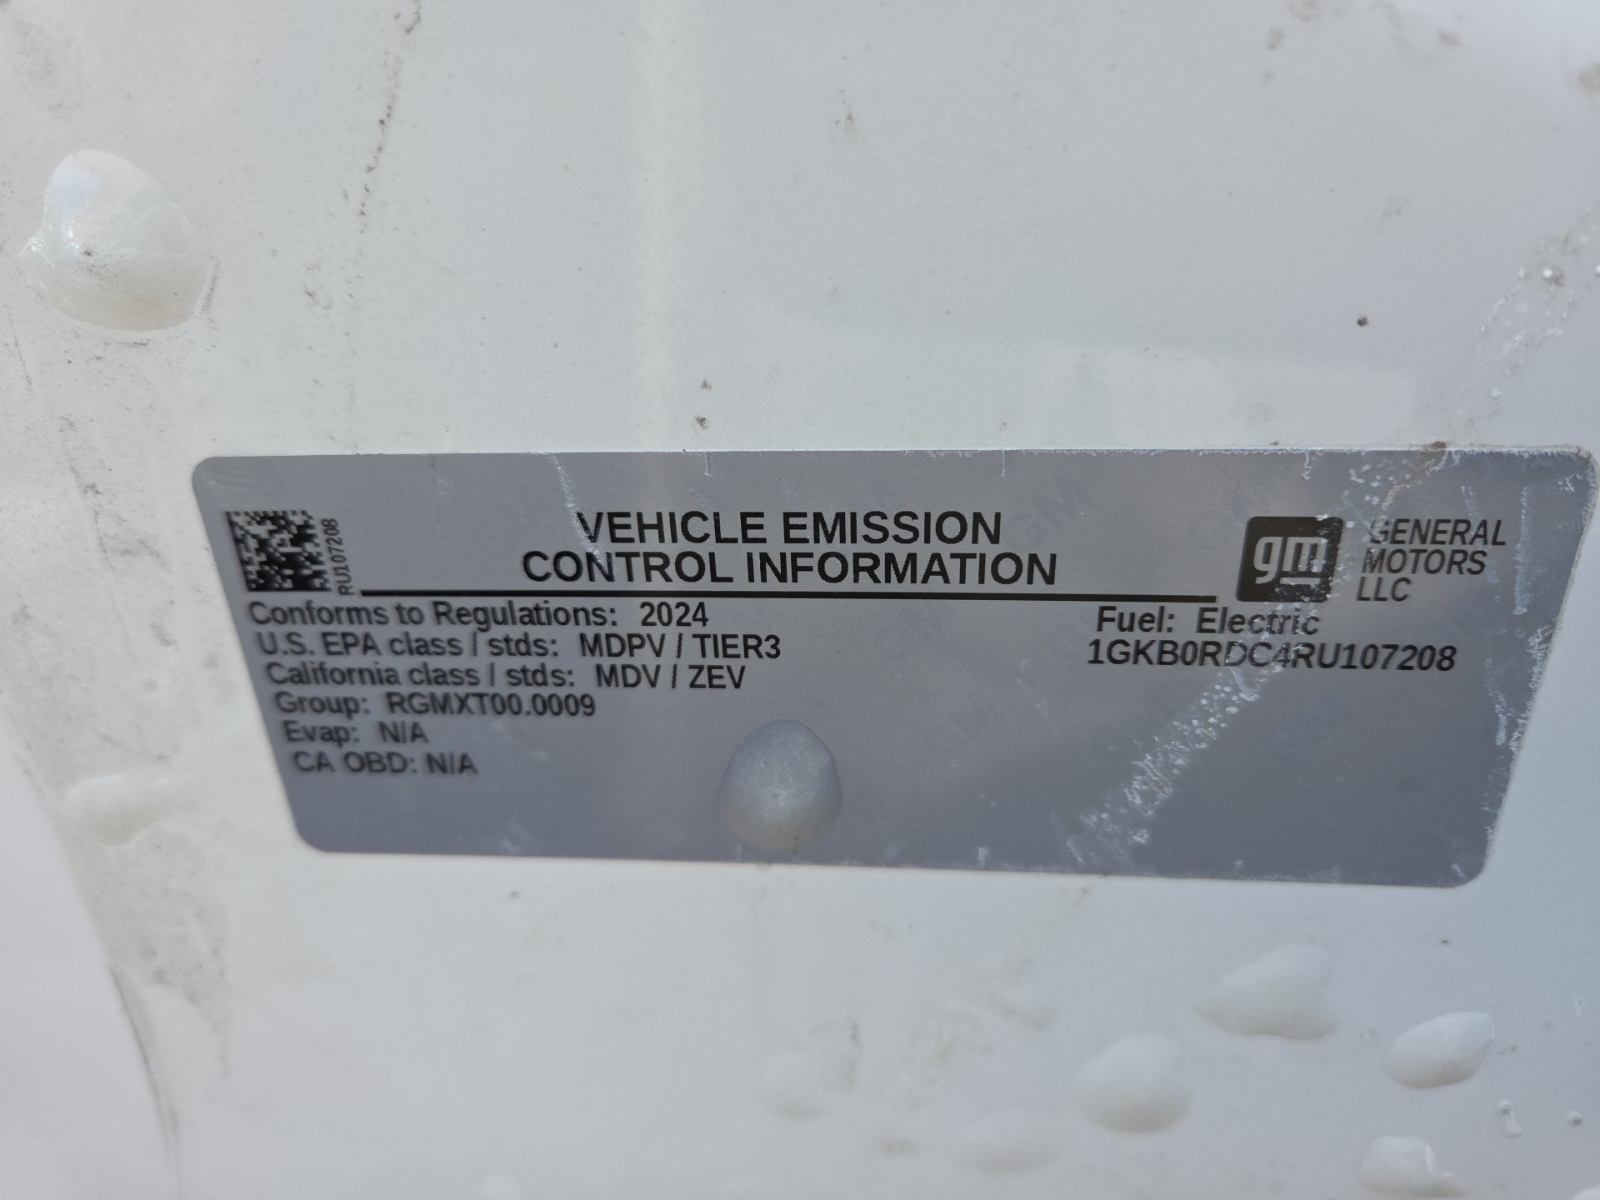 RU107208
VEHICLE EMISSION
CONTROL INFORMATION
gm
GENERAL
MOTORS
LLC
Conforms to Regulations: 2024
U.S. EPA class / stds: MDPV / TIER3
California class / stds: MDV / ZEV
Group: RGMXT00.0009
Evap: N/A
CA OBD: N/A
Fuel: Electric
1GKB0RDC4RU107208